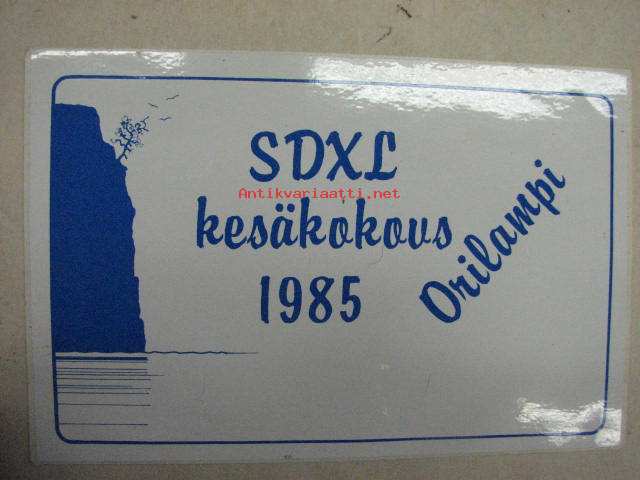 SDXL
Antikvariaatti.net
kesäkokous
1985
Orilampi